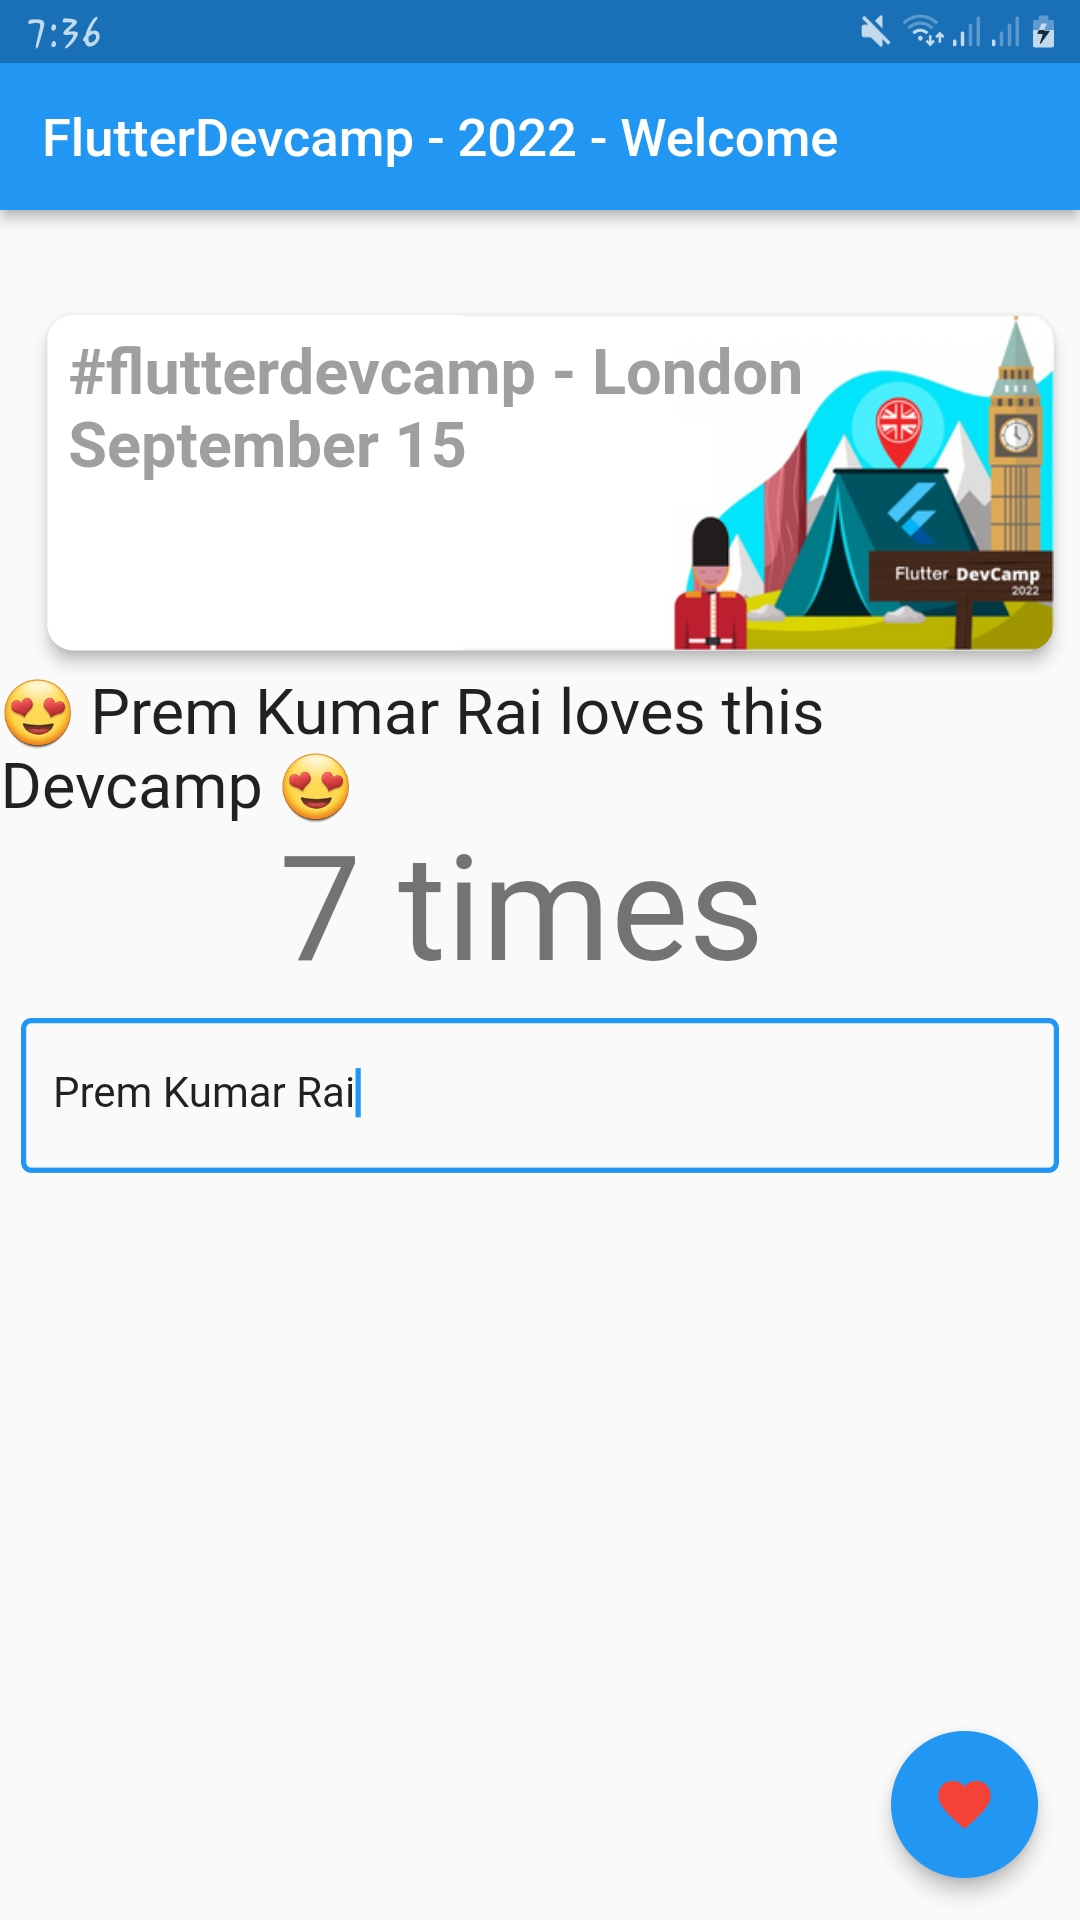 7:36
FlutterDevcamp - 2022 - Welcome
#flutterdevcamp - London
September 15
Flutter DevCamp
2022
😍 Prem Kumar Rai loves this
Devcamp 😍
7 times
Prem Kumar Rai